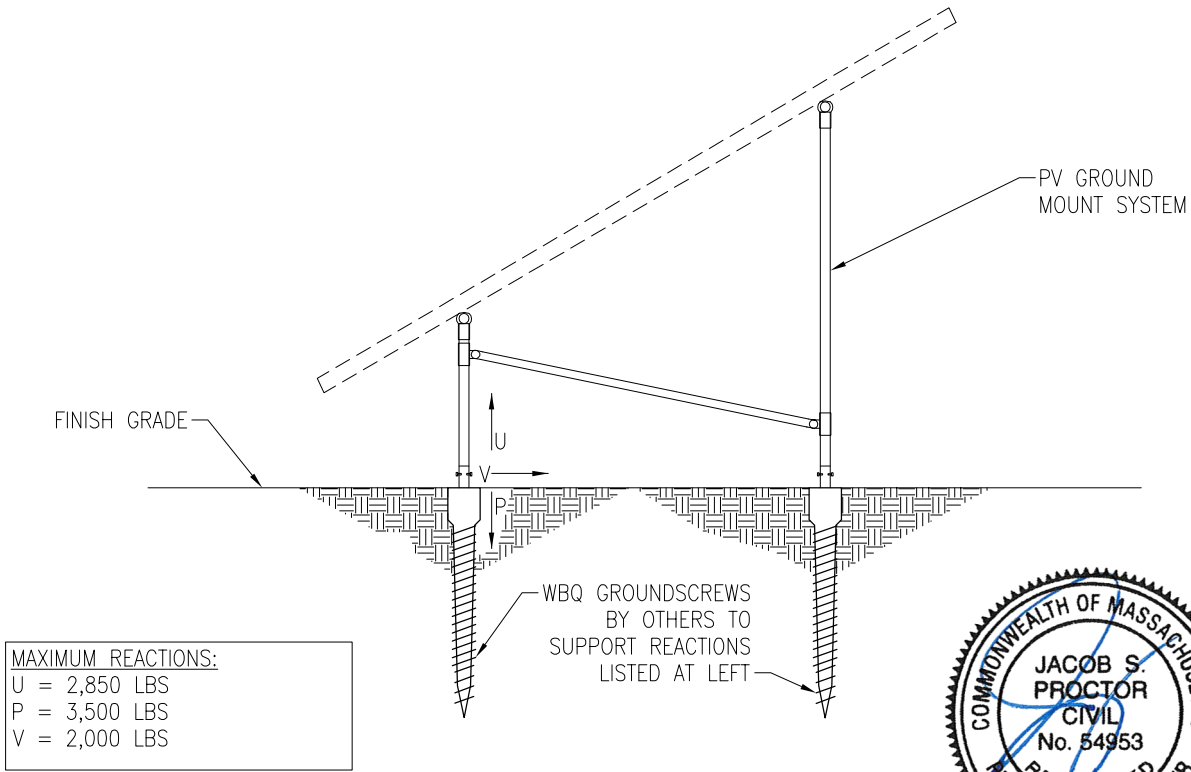 PV GROUND
MOUNT SYSTEM
FINISH GRADE
U
V
P
WBQ GROUNDSCREWS
BY OTHERS TO
SUPPORT REACTIONS
LISTED AT LEFT
MAXIMUM REACTIONS:
U = 2,850 LBS
P = 3,500 LBS
V = 2,000 LBS
COMMONWEALTH OF
JACOB S.
PROCTOR
CIVIL
No. 54953